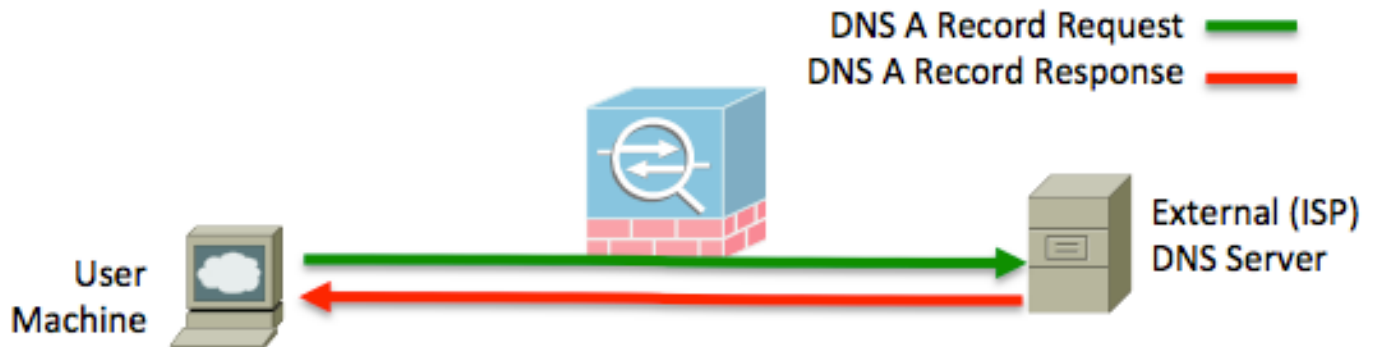 DNS A Record Request
DNS A Record Response
User
Machine
External (ISP)
DNS Server